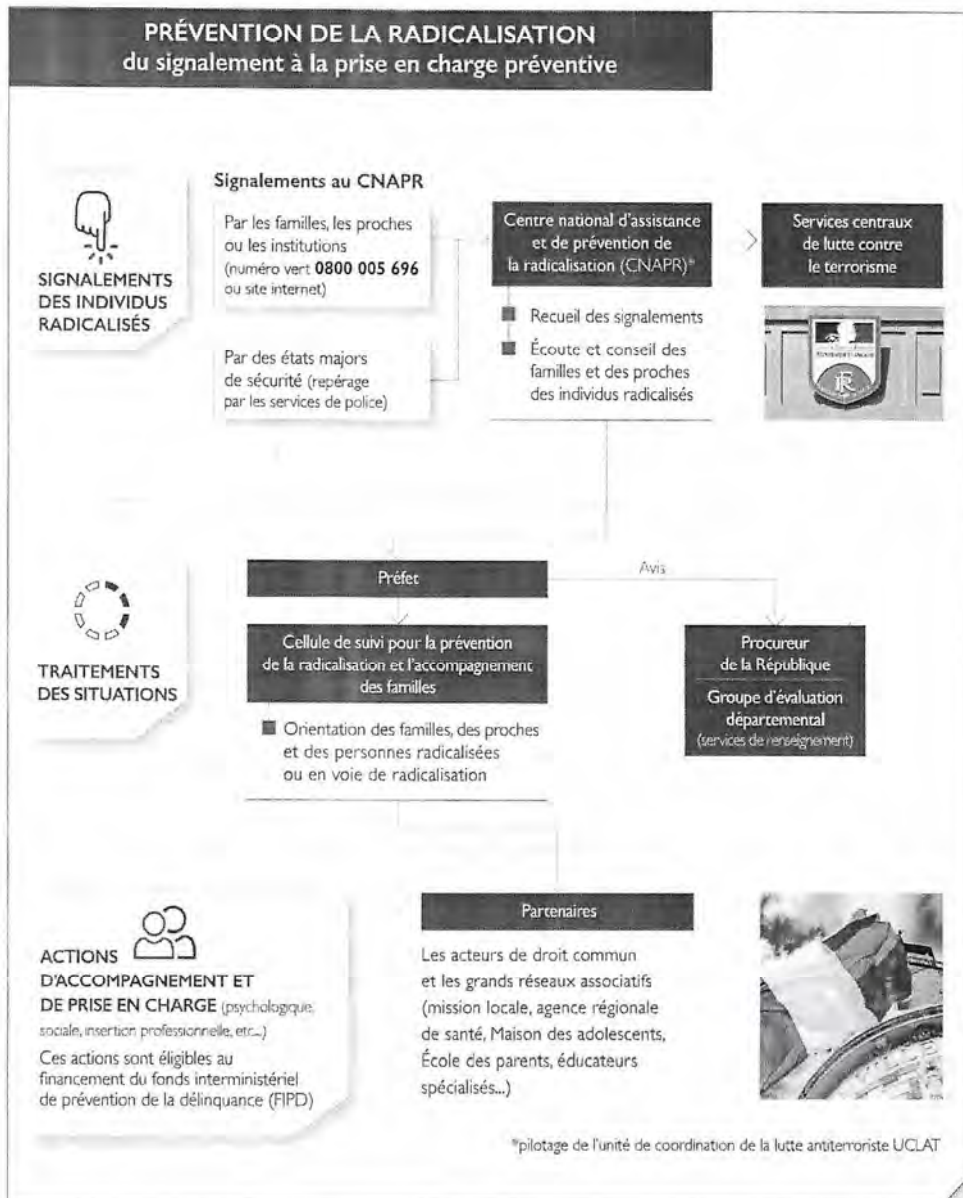 PRÉVENTION DE LA RADICALISATION
du signalement à la prise en charge préventive
SIGNALEMENTS
DES INDIVIDUS
RADICALISÉS
Signalements au CNAPR
Par les familles, les proches
ou les institutions
(numéro vert 0800 005 696
ou site internet)
Par des états majors
de sécurité (repérage
par les services de police)
Centre national d'assistance
et de prévention de
la radicalisation (CNAPR)*
Recueil des signalements
Écoute et conseil des
familles et des proches
des individus radicalisés
Services centraux
de lutte contre
le terrorisme
RF
TRAITEMENTS
DES SITUATIONS
Préfet
Cellule de suivi pour la prévention
de la radicalisation et l'accompagnement
des familles
Orientation des familles, des proches
et des personnes radicalisées
ou en voie de radicalisation
Avis
Procureur
de la République
Groupe d'évaluation
départemental
(services de renseignement)
ACTIONS
D'ACCOMPAGNEMENT ET
DE PRISE EN CHARGE (psychologique,
sociale, insertion professionnelle, etc...)
Ces actions sont éligibles au
financement du fonds interministériel
de prévention de la délinquance (FIPD)
Partenaires
Les acteurs de droit commun
et les grands réseaux associatifs
(mission locale, agence régionale
de santé, Maison des adolescents,
École des parents, éducateurs
spécialisés...)
*pilotage de l'unité de coordination de la lutte antiterroriste UCLAT